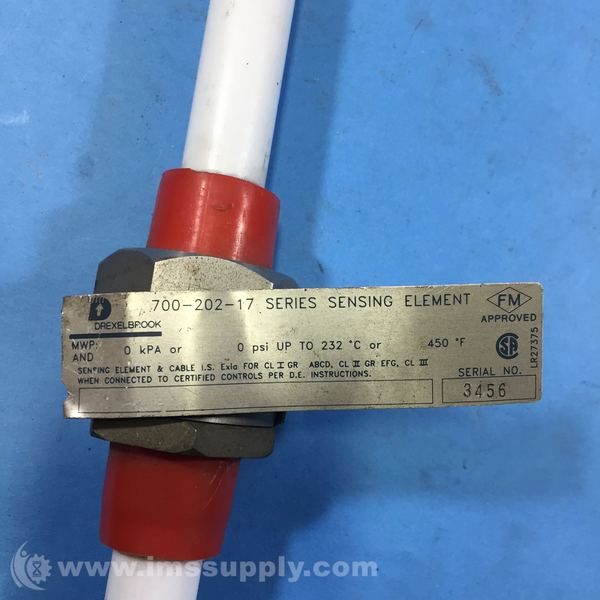 700-202-17 SERIES SENSING ELEMENT
DREXELBROOK
FM
APPROVED
MWP: 0 kPa or 0 psi UP TO 232 °C or 450 °F
AND
SENSING ELEMENT & CABLE I.S. Exia FOR CL I GR ABCD, CL II GR EFG, CL III
WHEN CONNECTED TO CERTIFIED CONTROLS PER D.E. INSTRUCTIONS.
SA
LR27375
SERIAL NO.
3456
www.imssupply.com